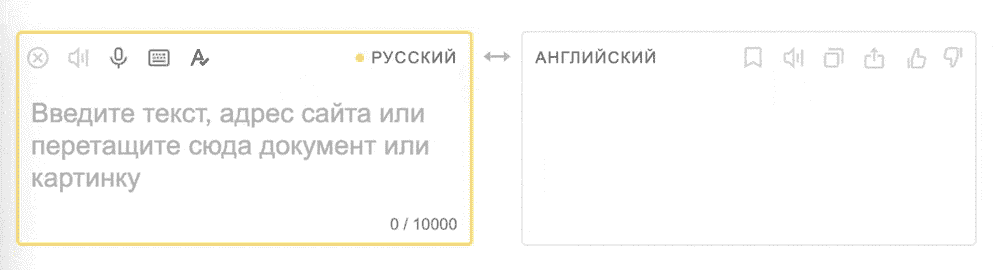 РУССКИЙ
АНГЛИЙСКИЙ
Введите текст, адрес сайта или
перетащите сюда документ или
картинку
0 / 10000